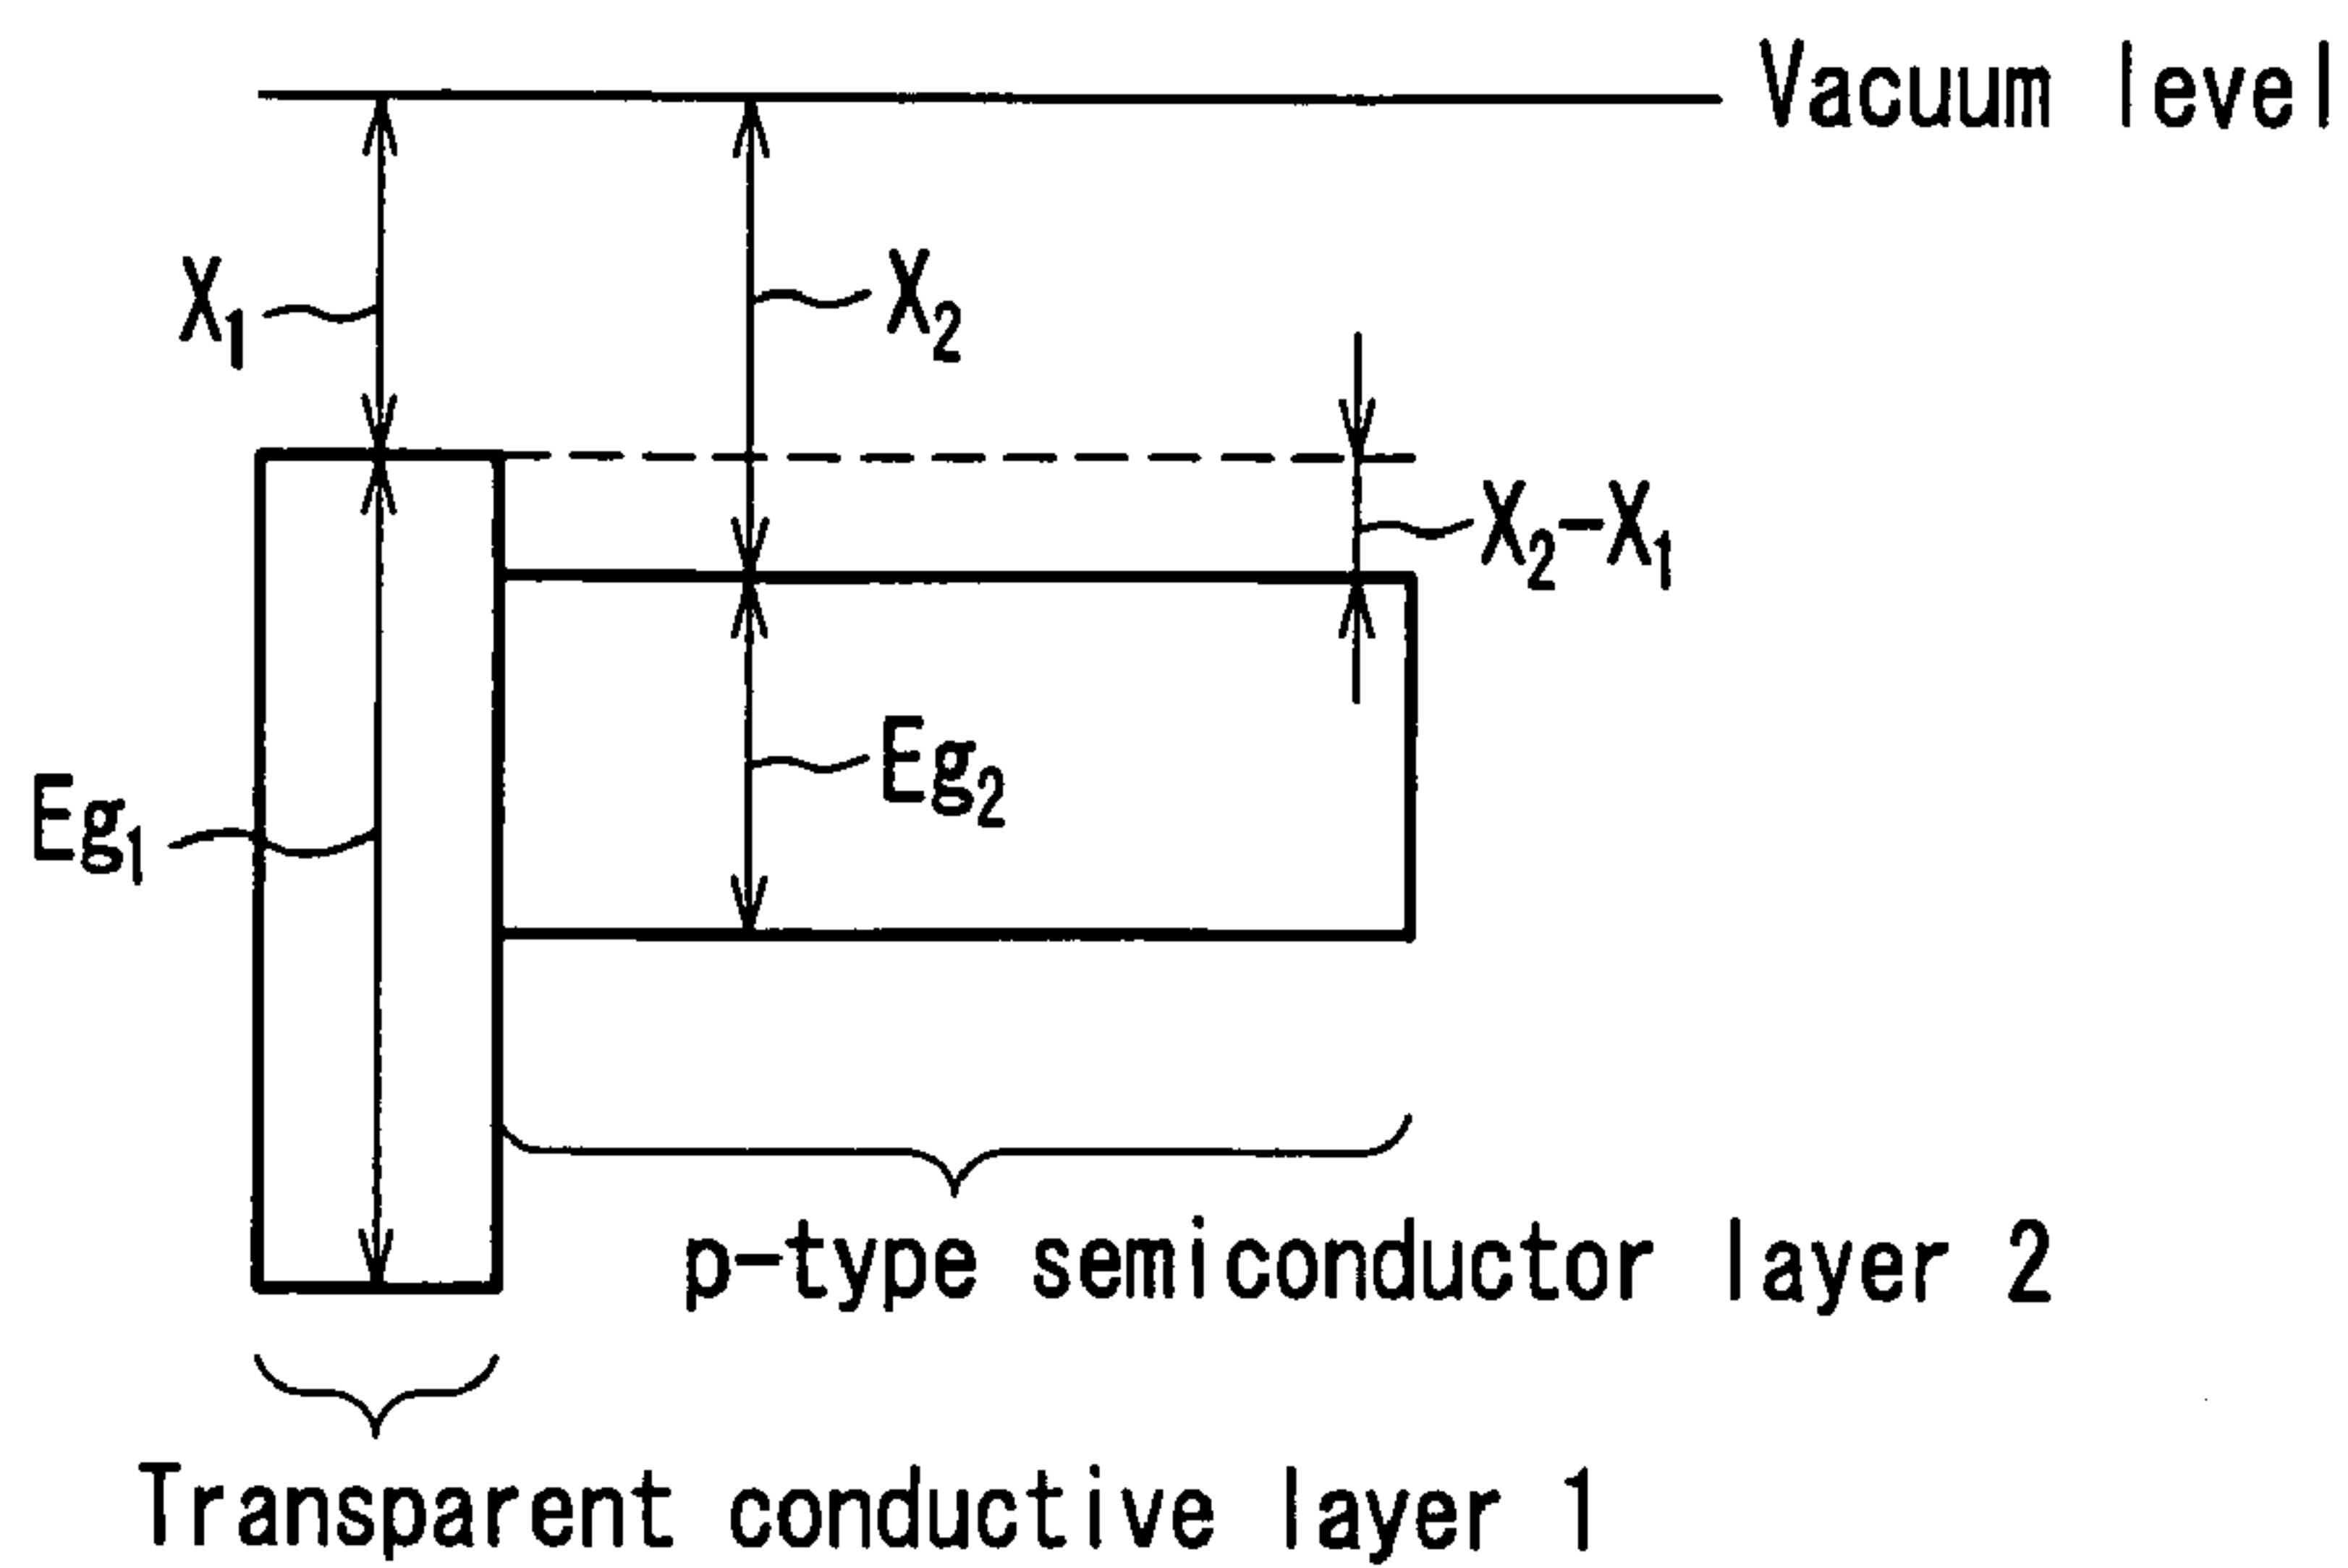 Vacuum level
X₁
X₂
X₂-X₁
Eg₁
Eg₂
p-type semiconductor layer 2
Transparent conductive layer 1